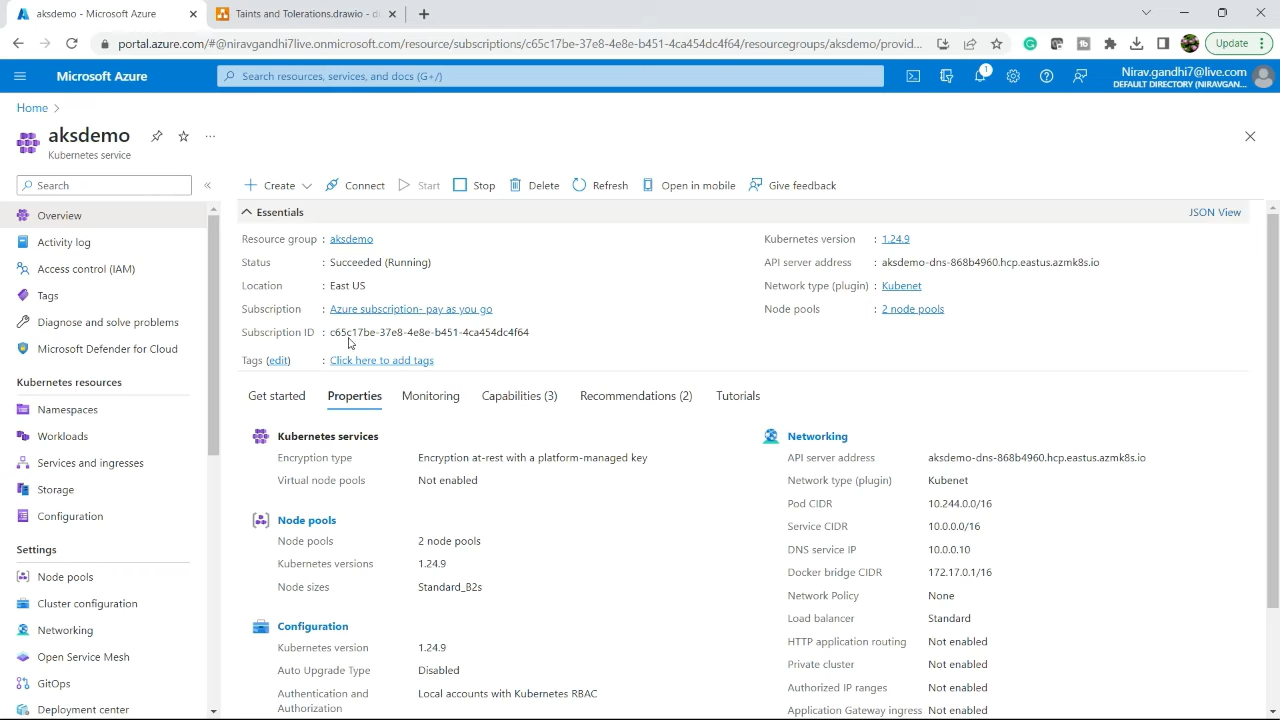 aksdemo - Microsoft Azure
Taints and Tolerations.drawio - d
portal.azure.com/#@niravgandhi7live.onmicrosoft.com/resource/subscriptions/c65c17be-37e8-4e8e-b451-4ca454dc4f64/resourcegroups/aksdemo/provid...
Update
Microsoft Azure
Search resources, services, and docs (G+/)
1
Nirav.gandhi7@live.com
DEFAULT DIRECTORY (NIRAVGAN...
Home
aksdemo
Kubernetes service
Search
Create
Connect
Start
Stop
Delete
Refresh
Open in mobile
Give feedback
Overview
Activity log
Access control (IAM)
Tags
Diagnose and solve problems
Microsoft Defender for Cloud
Kubernetes resources
Namespaces
Workloads
Services and ingresses
Storage
Configuration
Settings
Node pools
Cluster configuration
Networking
Open Service Mesh
GitOps
Deployment center
Essentials
JSON View
Resource group : aksdemo
Status : Succeeded (Running)
Location : East US
Subscription : Azure subscription- pay as you go
Subscription ID : c65c17be-37e8-4e8e-b451-4ca454dc4f64
Tags (edit) : Click here to add tags
Kubernetes version : 1.24.9
API server address : aksdemo-dns-868b4960.hcp.eastus.azmk8s.io
Network type (plugin) : Kubenet
Node pools : 2 node pools
Get started
Properties
Monitoring
Capabilities (3)
Recommendations (2)
Tutorials
Kubernetes services
Encryption type Encryption at-rest with a platform-managed key
Virtual node pools Not enabled
Node pools
Node pools 2 node pools
Kubernetes versions 1.24.9
Node sizes Standard_B2s
Configuration
Kubernetes version 1.24.9
Auto Upgrade Type Disabled
Authentication and Local accounts with Kubernetes RBAC
Authorization
Networking
API server address aksdemo-dns-868b4960.hcp.eastus.azmk8s.io
Network type (plugin) Kubenet
Pod CIDR 10.244.0.0/16
Service CIDR 10.0.0.0/16
DNS service IP 10.0.0.10
Docker bridge CIDR 172.17.0.1/16
Network Policy None
Load balancer Standard
HTTP application routing Not enabled
Private cluster Not enabled
Authorized IP ranges Not enabled
Application Gateway ingress Not enabled